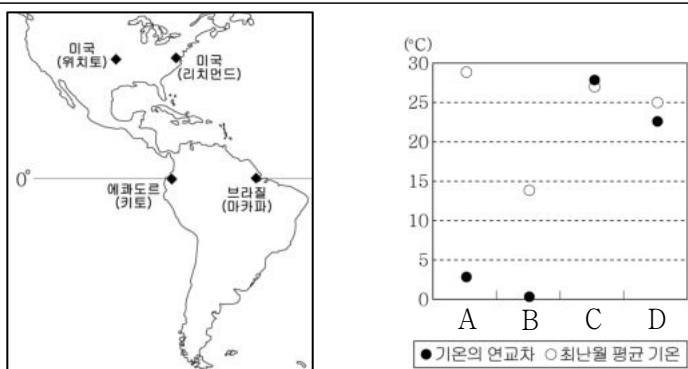 미국
(위치토)
미국
(리치먼드)
0°
에콰도르
(키토)
브라질
(마카파)
(℃)
30
25
20
15
10
5
0
A B C D
●기온의 연교차 ○최난월 평균 기온